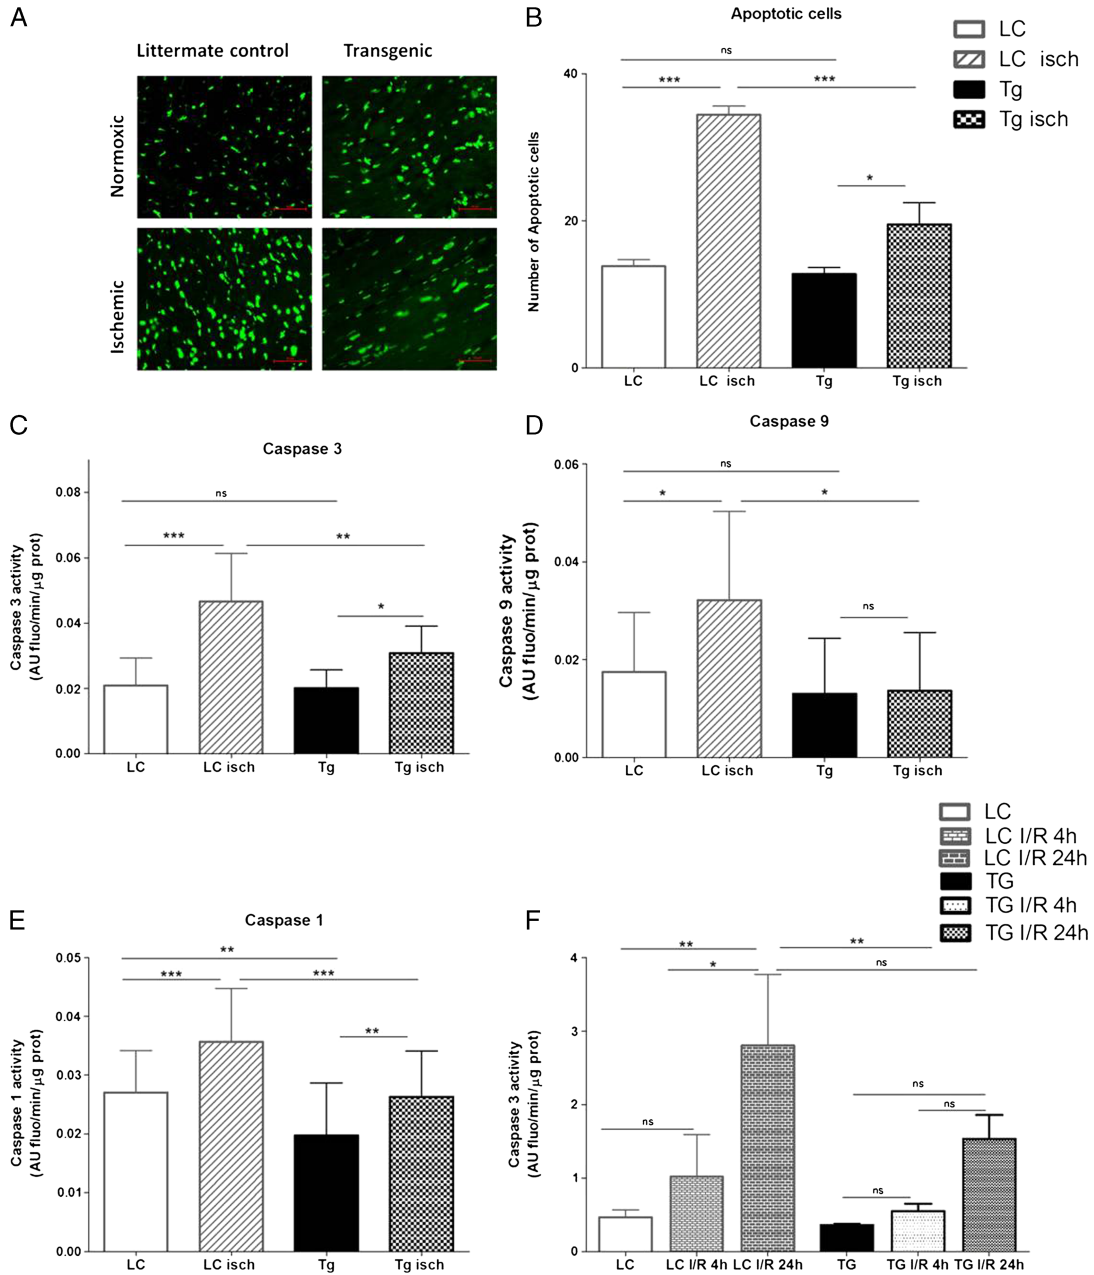 A
Littermate control Transgenic
Normoxic
Ischemic
B
Apoptotic cells
LC
LC isch
Tg
Tg isch
ns
*** ***
*
40
20
0
Number of Apoptotic cells
LC LC isch Tg Tg isch
C
Caspase 3
ns
*** **
*
0.08
0.06
0.04
0.02
0.00
Caspase 3 activity
(AU fluo/min/µg prot)
LC LC isch Tg Tg isch
D
Caspase 9
ns
* *
ns
0.06
0.04
0.02
0.00
Caspase 9 activity
(AU fluo/min/µg prot)
LC LC isch Tg Tg isch
E
Caspase 1
**
*** ***
**
0.05
0.04
0.03
0.02
0.01
0.00
Caspase 1 activity
(AU fluo/min/µg prot)
LC LC isch Tg Tg isch
F
LC
LC I/R 4h
LC I/R 24h
TG
TG I/R 4h
TG I/R 24h
** **
* ns
ns
ns
ns
ns
4
3
2
1
0
Caspase 3 activity
(AU fluo/min/µg prot)
LC LC I/R 4h LC I/R 24h TG TG I/R 4h TG I/R 24h